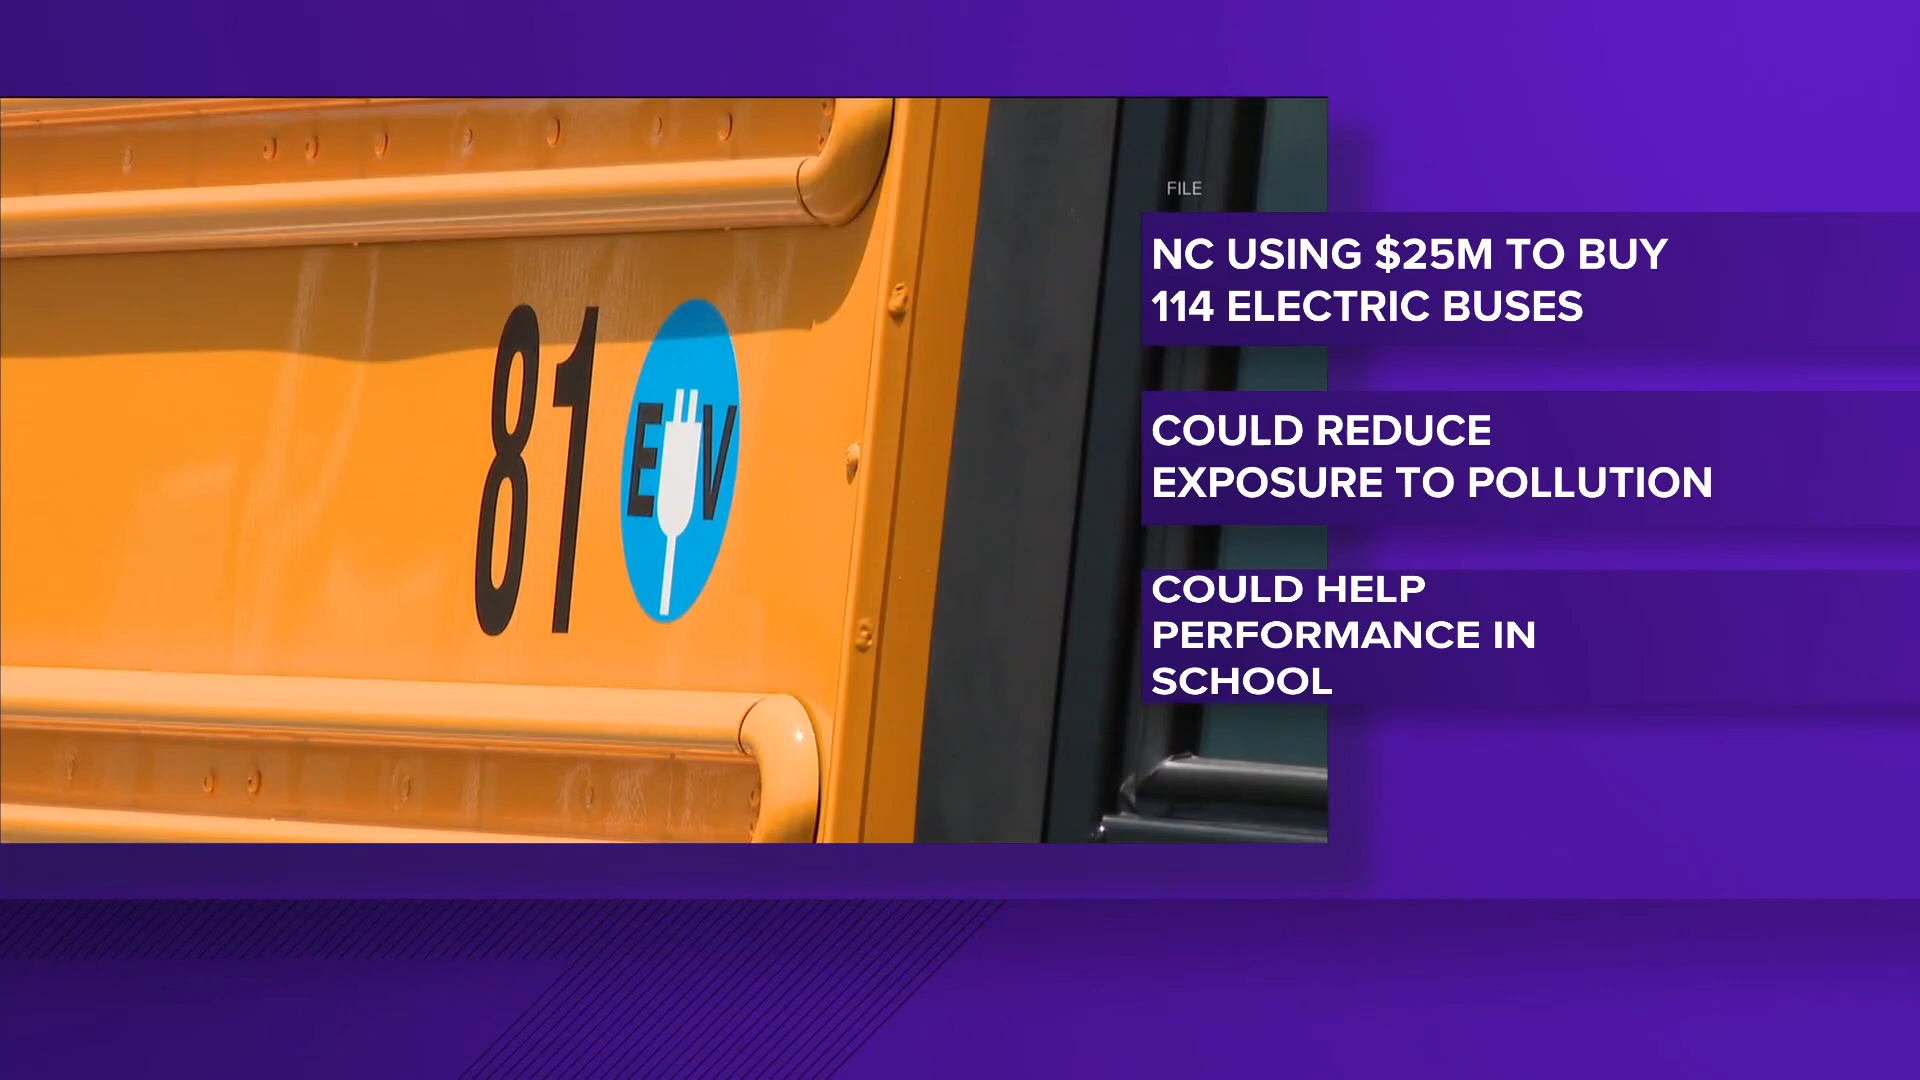 81
EV
FILE
NC USING $25M TO BUY
114 ELECTRIC BUSES
COULD REDUCE
EXPOSURE TO POLLUTION
COULD HELP
PERFORMANCE IN
SCHOOL